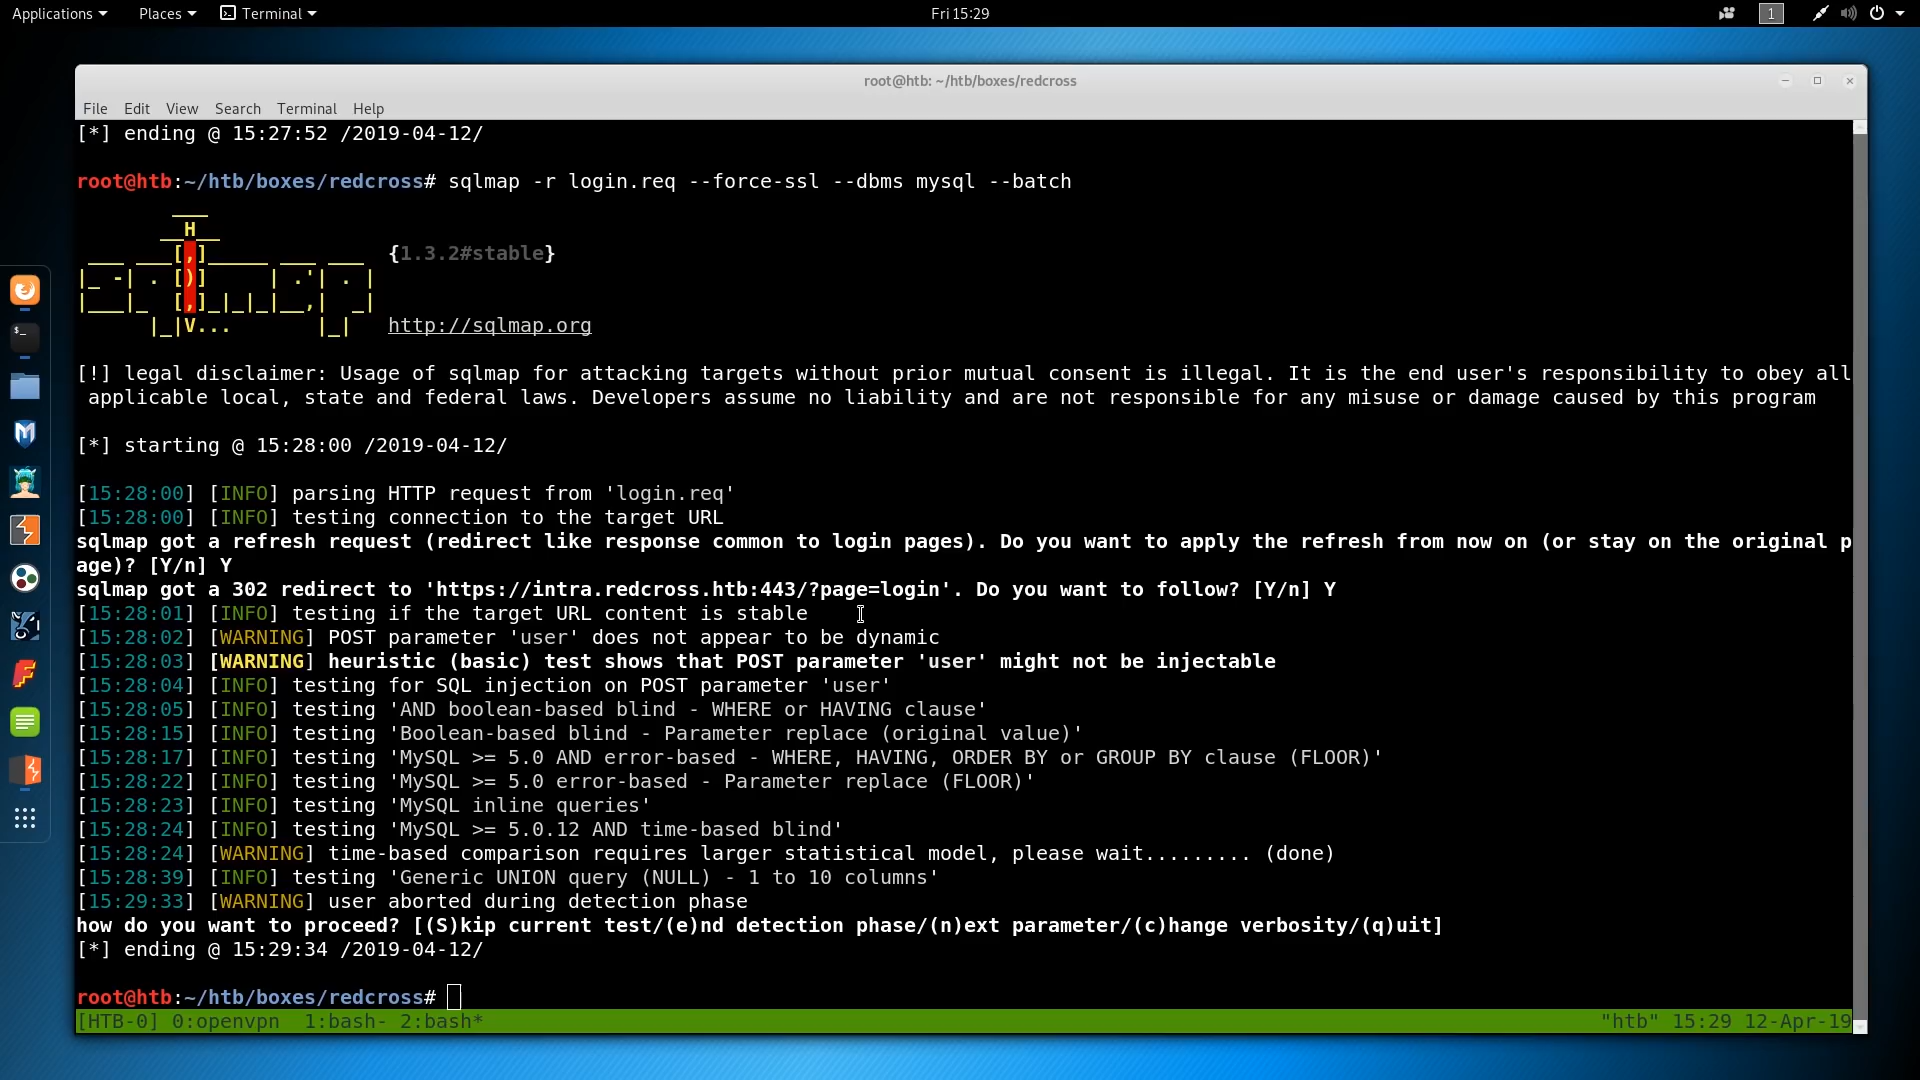 Applications Places Terminal Fri 15:29 1
root@htb: ~/htb/boxes/redcross
File Edit View Search Terminal Help
[*] ending @ 15:27:52 /2019-04-12/
root@htb:~/htb/boxes/redcross# sqlmap -r login.req --force-ssl --dbms mysql --batch
        ___
       __H__
 ___ ___[,]_____ ___ ___  {1.3.2#stable}
|_ -| . [)]     | .'| . |
|___|_  [,]_|_|_|__,|  _|
      |_|V...       |_|   http://sqlmap.org
[!] legal disclaimer: Usage of sqlmap for attacking targets without prior mutual consent is illegal. It is the end user's responsibility to obey all
 applicable local, state and federal laws. Developers assume no liability and are not responsible for any misuse or damage caused by this program
[*] starting @ 15:28:00 /2019-04-12/
[15:28:00] [INFO] parsing HTTP request from 'login.req'
[15:28:00] [INFO] testing connection to the target URL
sqlmap got a refresh request (redirect like response common to login pages). Do you want to apply the refresh from now on (or stay on the original p
age)? [Y/n] Y
sqlmap got a 302 redirect to 'https://intra.redcross.htb:443/?page=login'. Do you want to follow? [Y/n] Y
[15:28:01] [INFO] testing if the target URL content is stable
[15:28:02] [WARNING] POST parameter 'user' does not appear to be dynamic
[15:28:03] [WARNING] heuristic (basic) test shows that POST parameter 'user' might not be injectable
[15:28:04] [INFO] testing for SQL injection on POST parameter 'user'
[15:28:05] [INFO] testing 'AND boolean-based blind - WHERE or HAVING clause'
[15:28:15] [INFO] testing 'Boolean-based blind - Parameter replace (original value)'
[15:28:17] [INFO] testing 'MySQL >= 5.0 AND error-based - WHERE, HAVING, ORDER BY or GROUP BY clause (FLOOR)'
[15:28:22] [INFO] testing 'MySQL >= 5.0 error-based - Parameter replace (FLOOR)'
[15:28:23] [INFO] testing 'MySQL inline queries'
[15:28:24] [INFO] testing 'MySQL >= 5.0.12 AND time-based blind'
[15:28:24] [WARNING] time-based comparison requires larger statistical model, please wait......... (done)
[15:28:39] [INFO] testing 'Generic UNION query (NULL) - 1 to 10 columns'
[15:29:33] [WARNING] user aborted during detection phase
how do you want to proceed? [(S)kip current test/(e)nd detection phase/(n)ext parameter/(c)hange verbosity/(q)uit]
[*] ending @ 15:29:34 /2019-04-12/
root@htb:~/htb/boxes/redcross#
[HTB-0] 0:openvpn  1:bash- 2:bash* "htb" 15:29 12-Apr-19